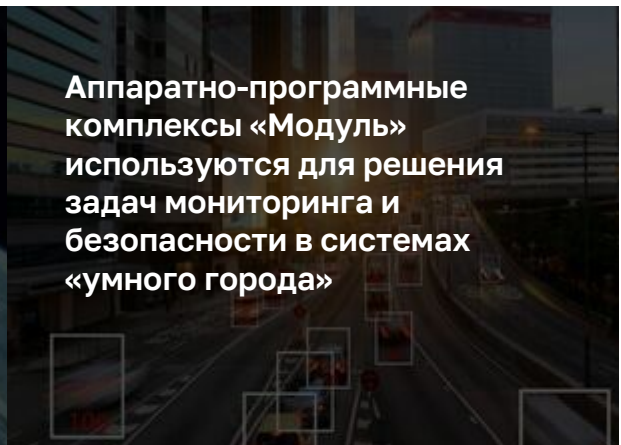 Аппаратно-программные
комплексы «Модуль»
используются для решения
задач мониторинга и
безопасности в системах
«умного города»